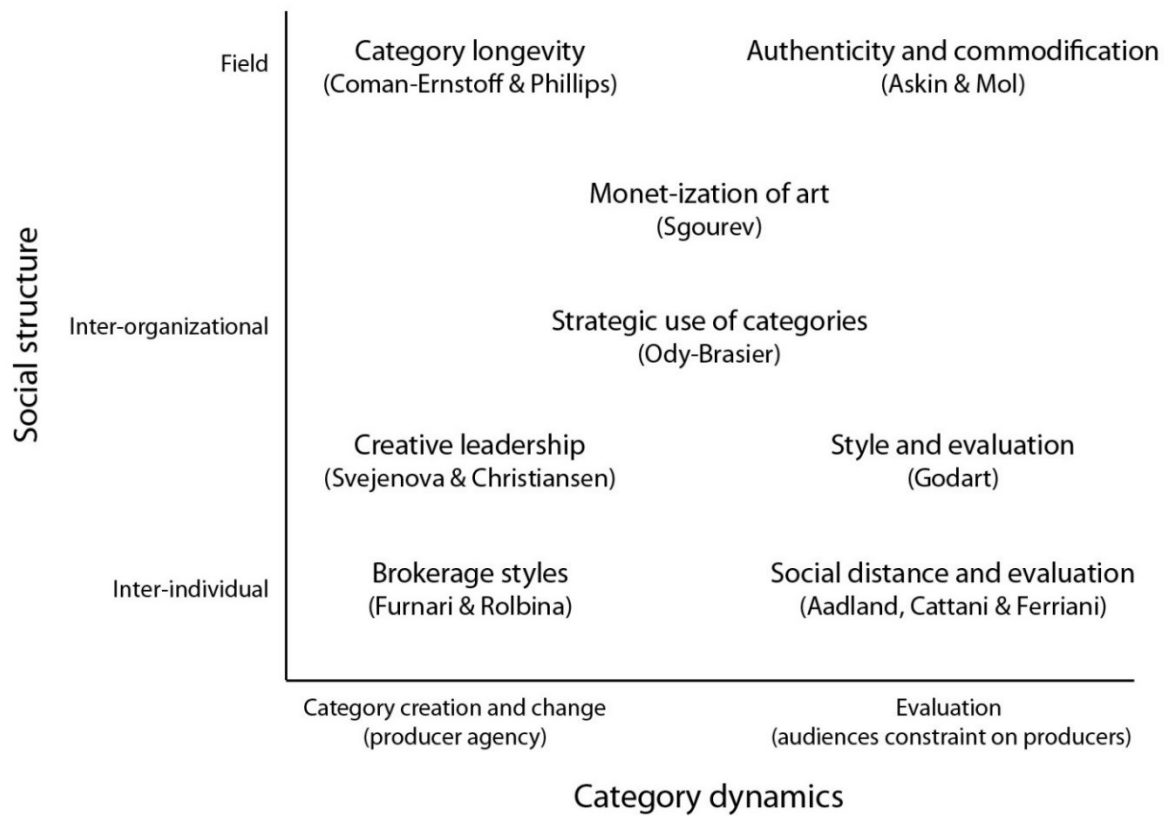 Social structure
Field
Category longevity
(Coman-Ernstoff & Phillips)
Authenticity and commodification
(Askin & Mol)
Monet-ization of art
(Sgourev)
Inter-organizational
Strategic use of categories
(Ody-Brasier)
Creative leadership
(Svejenova & Christiansen)
Style and evaluation
(Godart)
Inter-individual
Brokerage styles
(Furnari & Rolbina)
Social distance and evaluation
(Aadland, Cattani & Ferriani)
Category creation and change
(producer agency)
Evaluation
(audiences constraint on producers)
Category dynamics